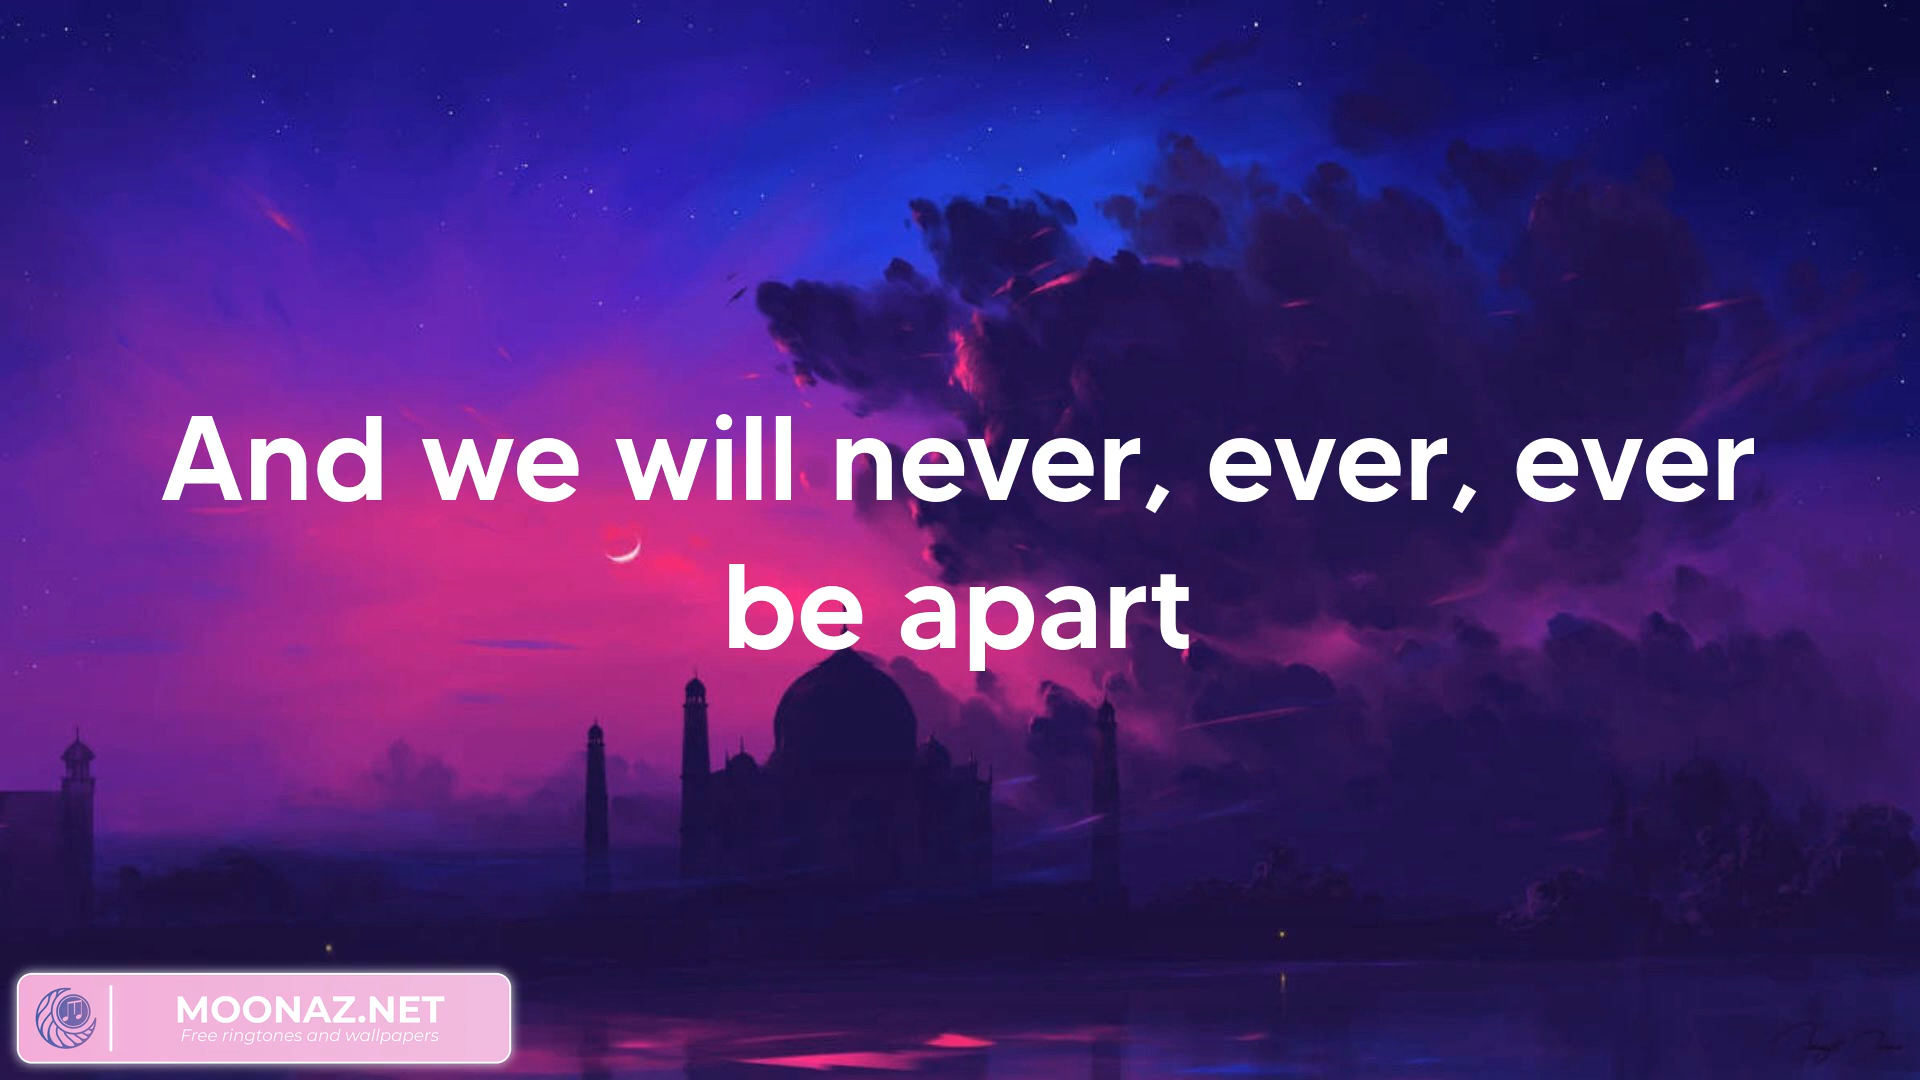 And we will never, ever, ever
be apart
MOONAZ.NET
Free ringtones and wallpapers